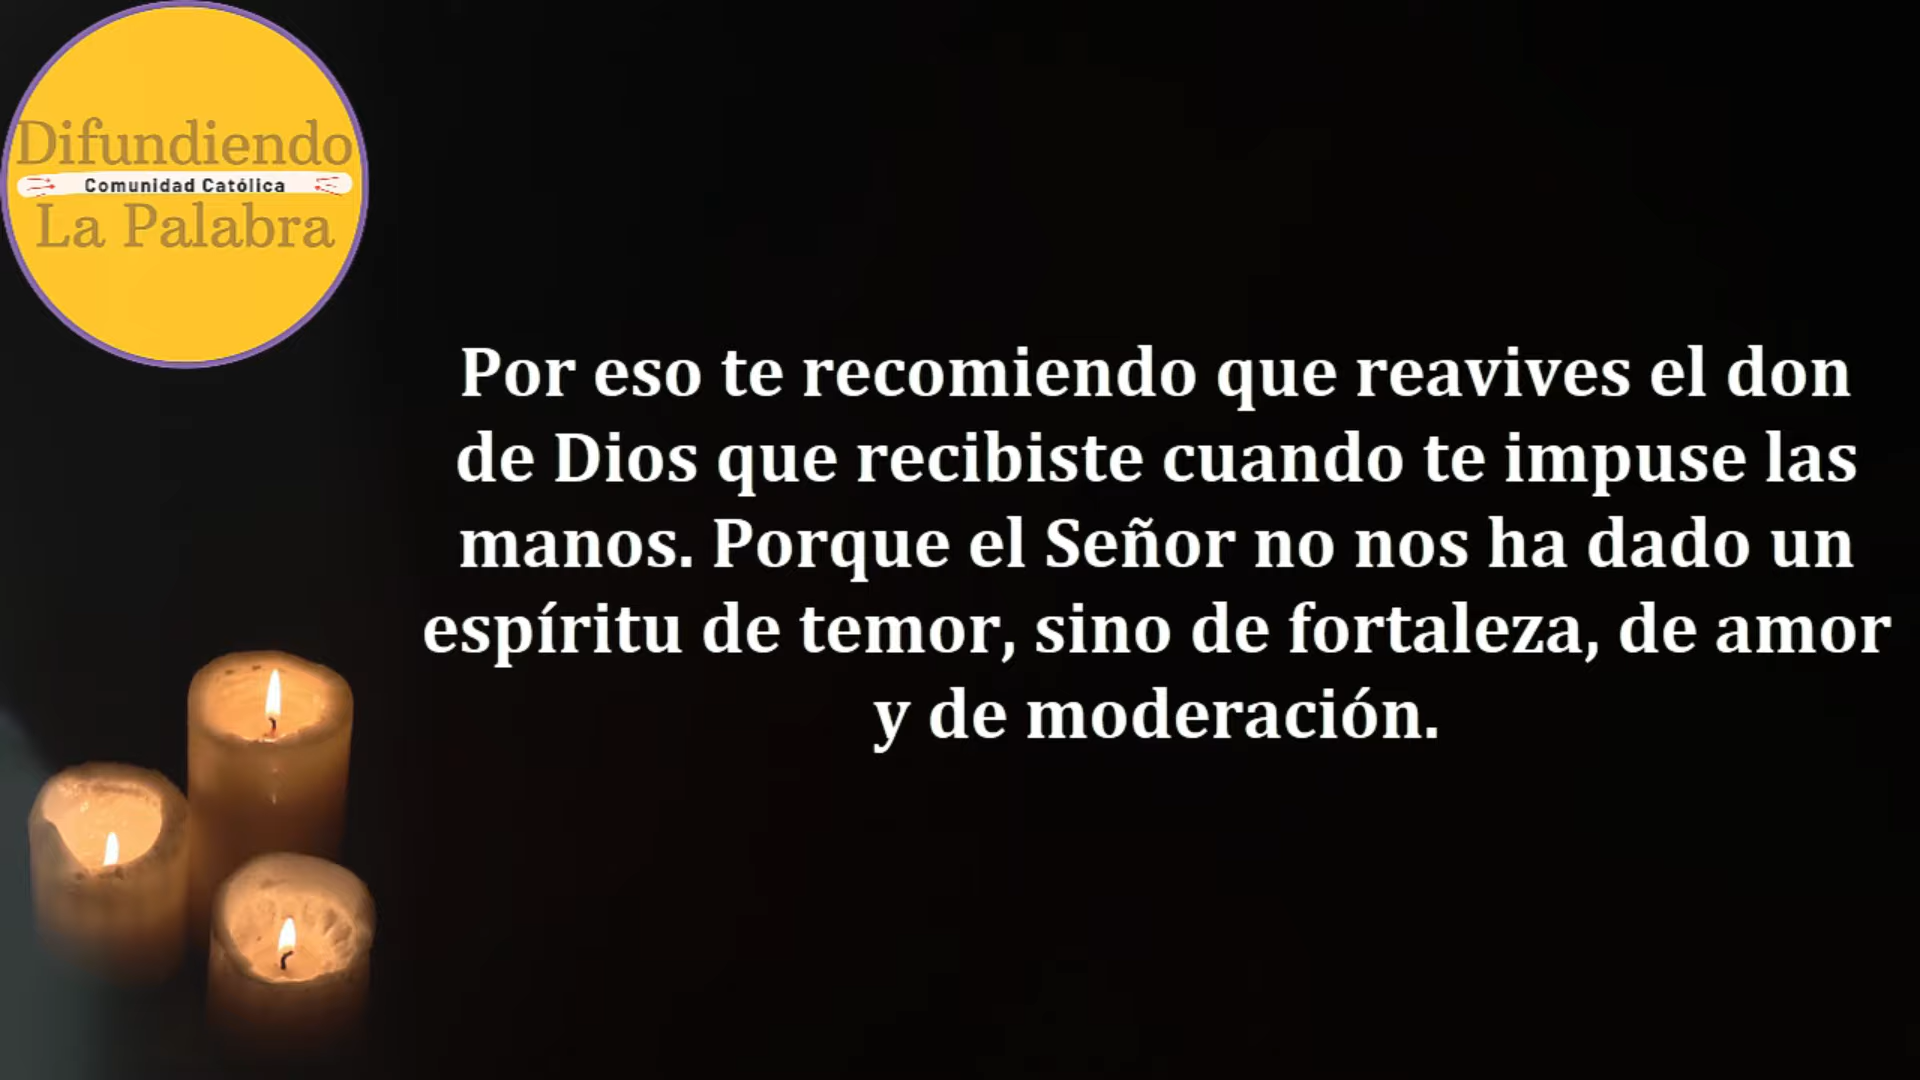 Difundiendo
Comunidad Católica
La Palabra
Por eso te recomiendo que reavives el don
de Dios que recibiste cuando te impuse las
manos. Porque el Señor no nos ha dado un
espíritu de temor, sino de fortaleza, de amor
y de moderación.